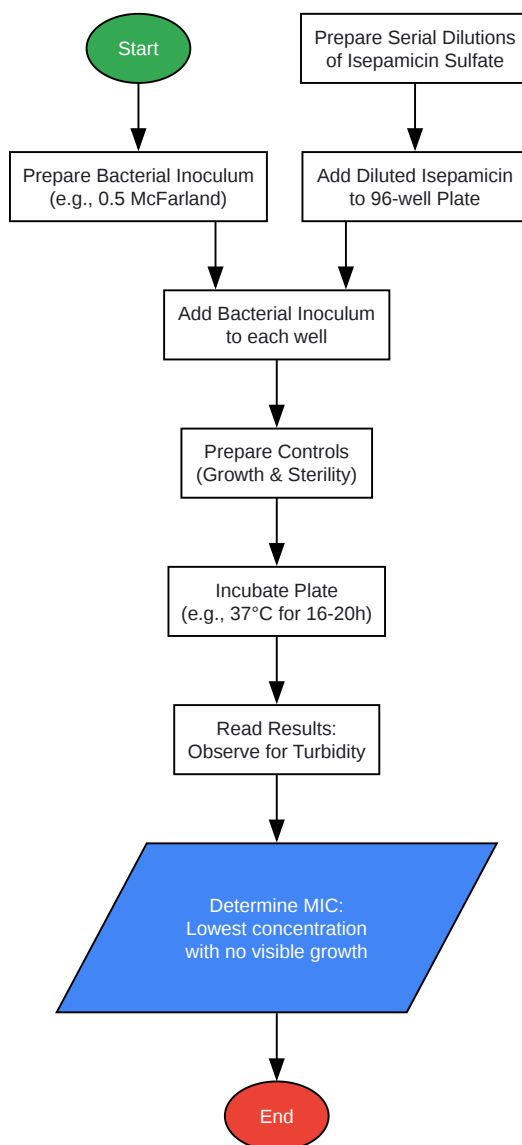 Start
Prepare Serial Dilutions
of Isepamicin Sulfate
Prepare Bacterial Inoculum
(e.g., 0.5 McFarland)
Add Diluted Isepamicin
to 96-well Plate
Add Bacterial Inoculum
to each well
Prepare Controls
(Growth & Sterility)
Incubate Plate
(e.g., 37°C for 16-20h)
Read Results:
Observe for Turbidity
Determine MIC:
Lowest concentration
with no visible growth
End